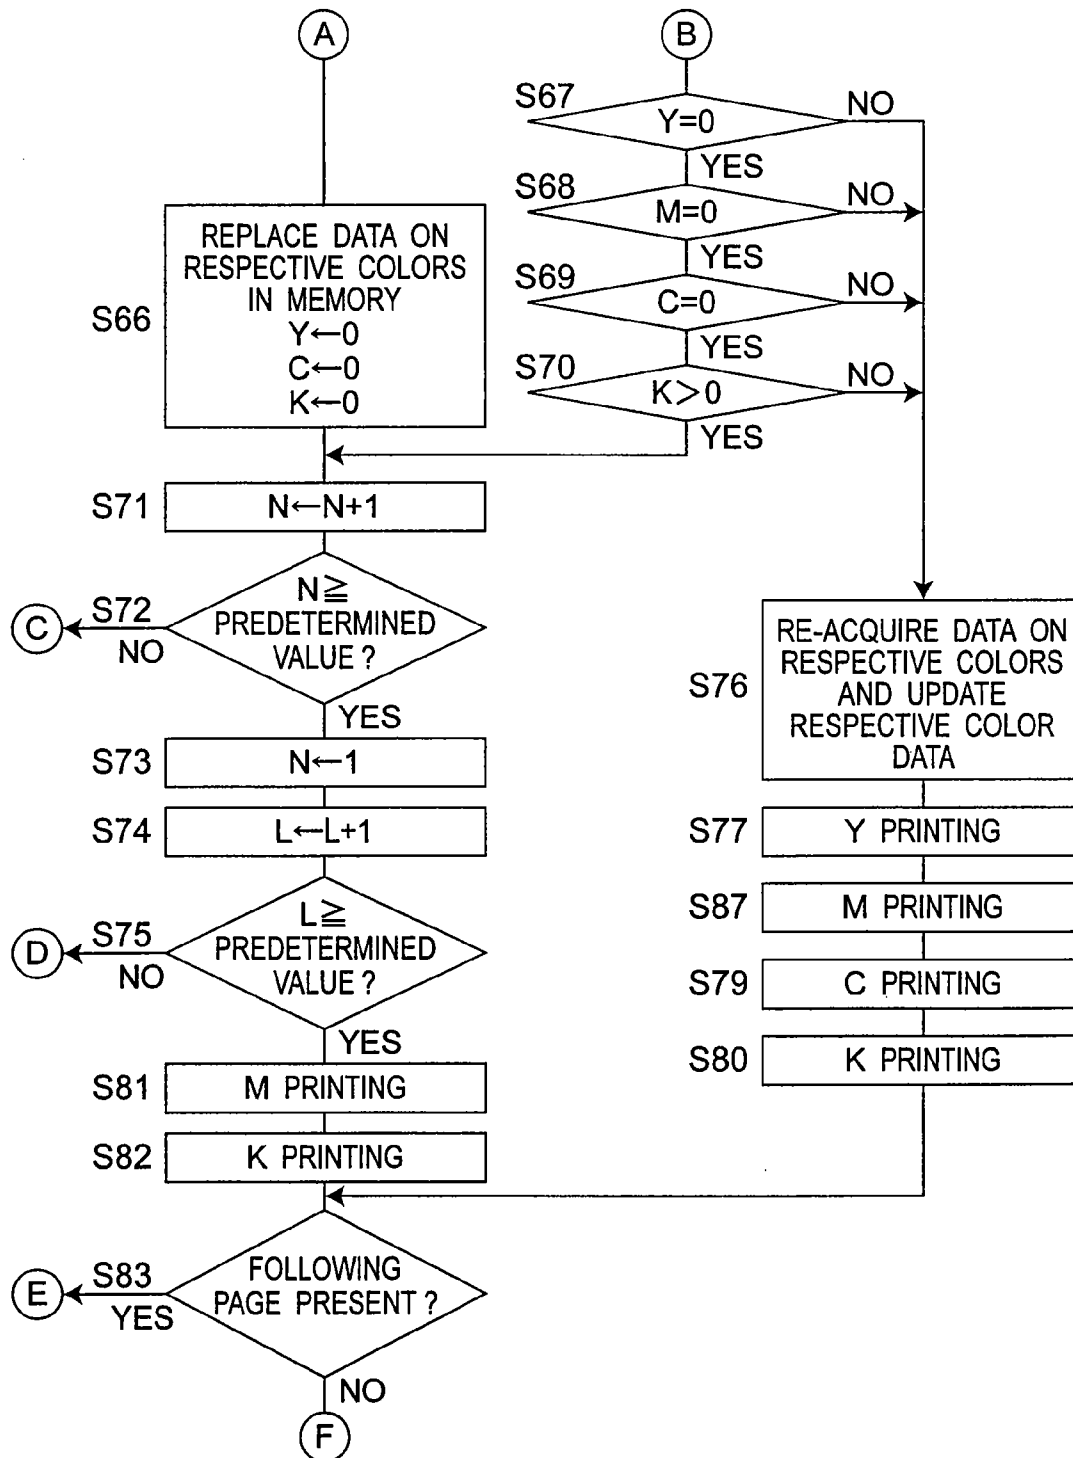 A
B
S67
Y=0
NO
YES
S68
M=0
NO
YES
S69
C=0
NO
YES
S70
K>0
NO
YES
S66
REPLACE DATA ON
RESPECTIVE COLORS
IN MEMORY
Y←0
C←0
K←0
S71
N←N+1
S72
N≧
PREDETERMINED
VALUE?
C
NO
YES
S73
N←1
S74
L←L+1
S75
L≧
PREDETERMINED
VALUE?
D
NO
YES
S81
M PRINTING
S82
K PRINTING
S76
RE-ACQUIRE DATA ON
RESPECTIVE COLORS
AND UPDATE
RESPECTIVE COLOR
DATA
S77
Y PRINTING
S87
M PRINTING
S79
C PRINTING
S80
K PRINTING
S83
FOLLOWING
PAGE PRESENT?
E
YES
NO
F